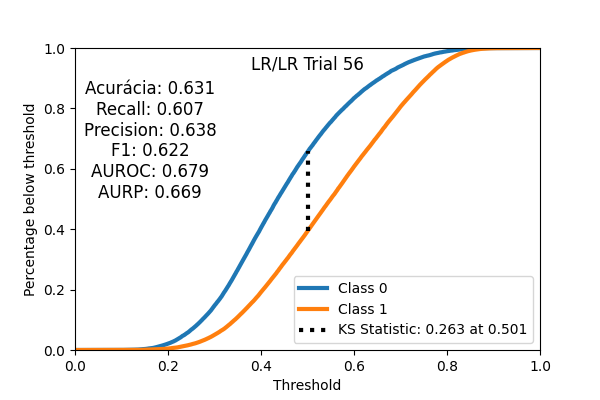 LR/LR Trial 56
Acurácia: 0.631
Recall: 0.607
Precision: 0.638
F1: 0.622
AUROC: 0.679
AURP: 0.669
Percentage below threshold
1.0
0.8
0.6
0.4
0.2
0.0
Class 0
Class 1
KS Statistic: 0.263 at 0.501
0.0 0.2 0.4 0.6 0.8 1.0
Threshold